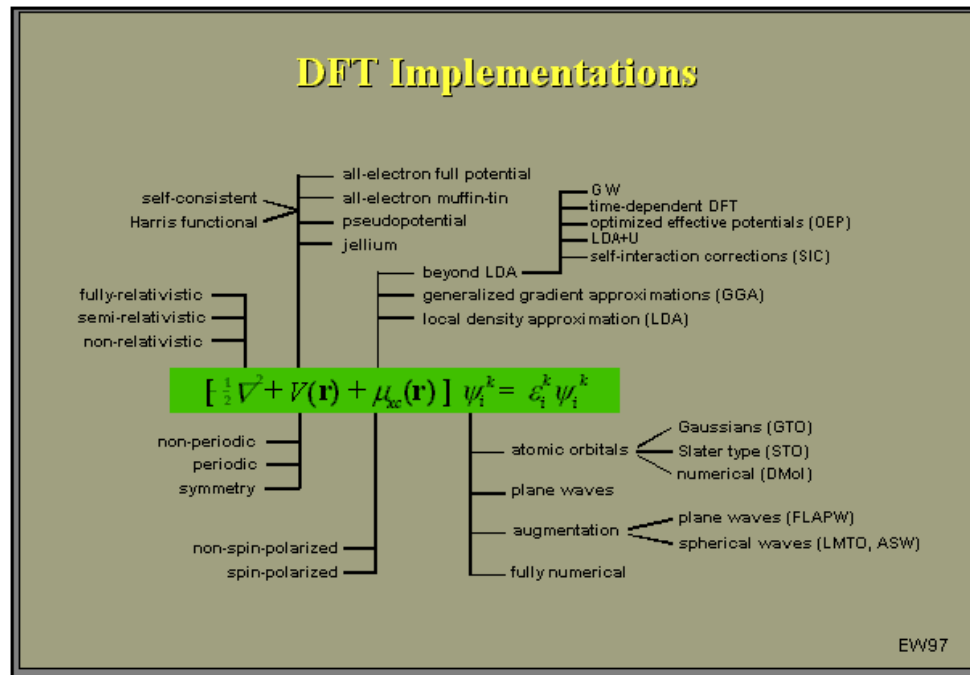 DFT Implementations
all-electron full potential
all-electron muffin-tin
pseudopotential
jellium
self-consistent
Harris functional
GW
time-dependent DFT
optimized effective potentials (OEP)
LDA+U
self-interaction corrections (SIC)
beyond LDA
generalized gradient approximations (GGA)
local density approximation (LDA)
fully-relativistic
semi-relativistic
non-relativistic
[-½∇² + V(r) + μxc(r) ] ψᵢᵏ = εᵢᵏ ψᵢᵏ
non-periodic
periodic
symmetry
non-spin-polarized
spin-polarized
atomic orbitals
Gaussians (GTO)
Slater type (STO)
numerical (DMol)
plane waves
augmentation
plane waves (FLAPW)
spherical waves (LMTO, ASW)
fully numerical
EW97